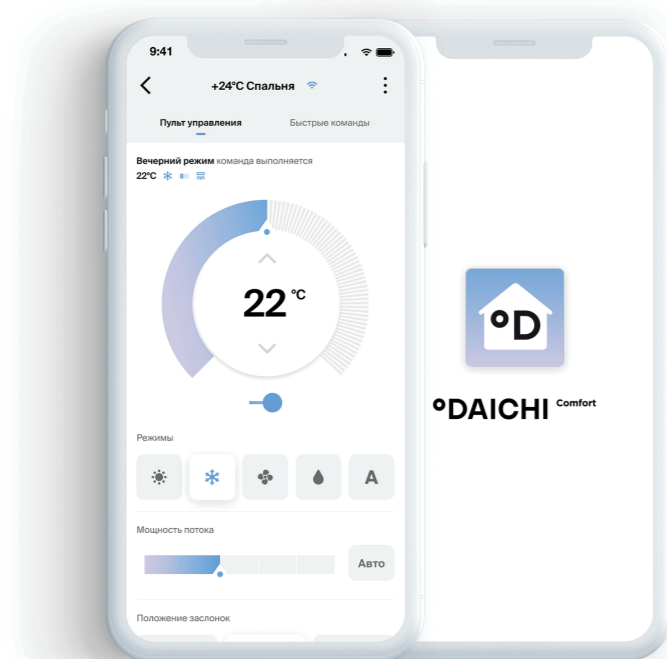 9:41
+24°C Спальня
Пульт управления
Быстрые команды
Вечерний режим команда выполняется
22°C
22 °C
Режимы
A
Мощность потока
Авто
Положение заслонок
°D
°DAICHI Comfort